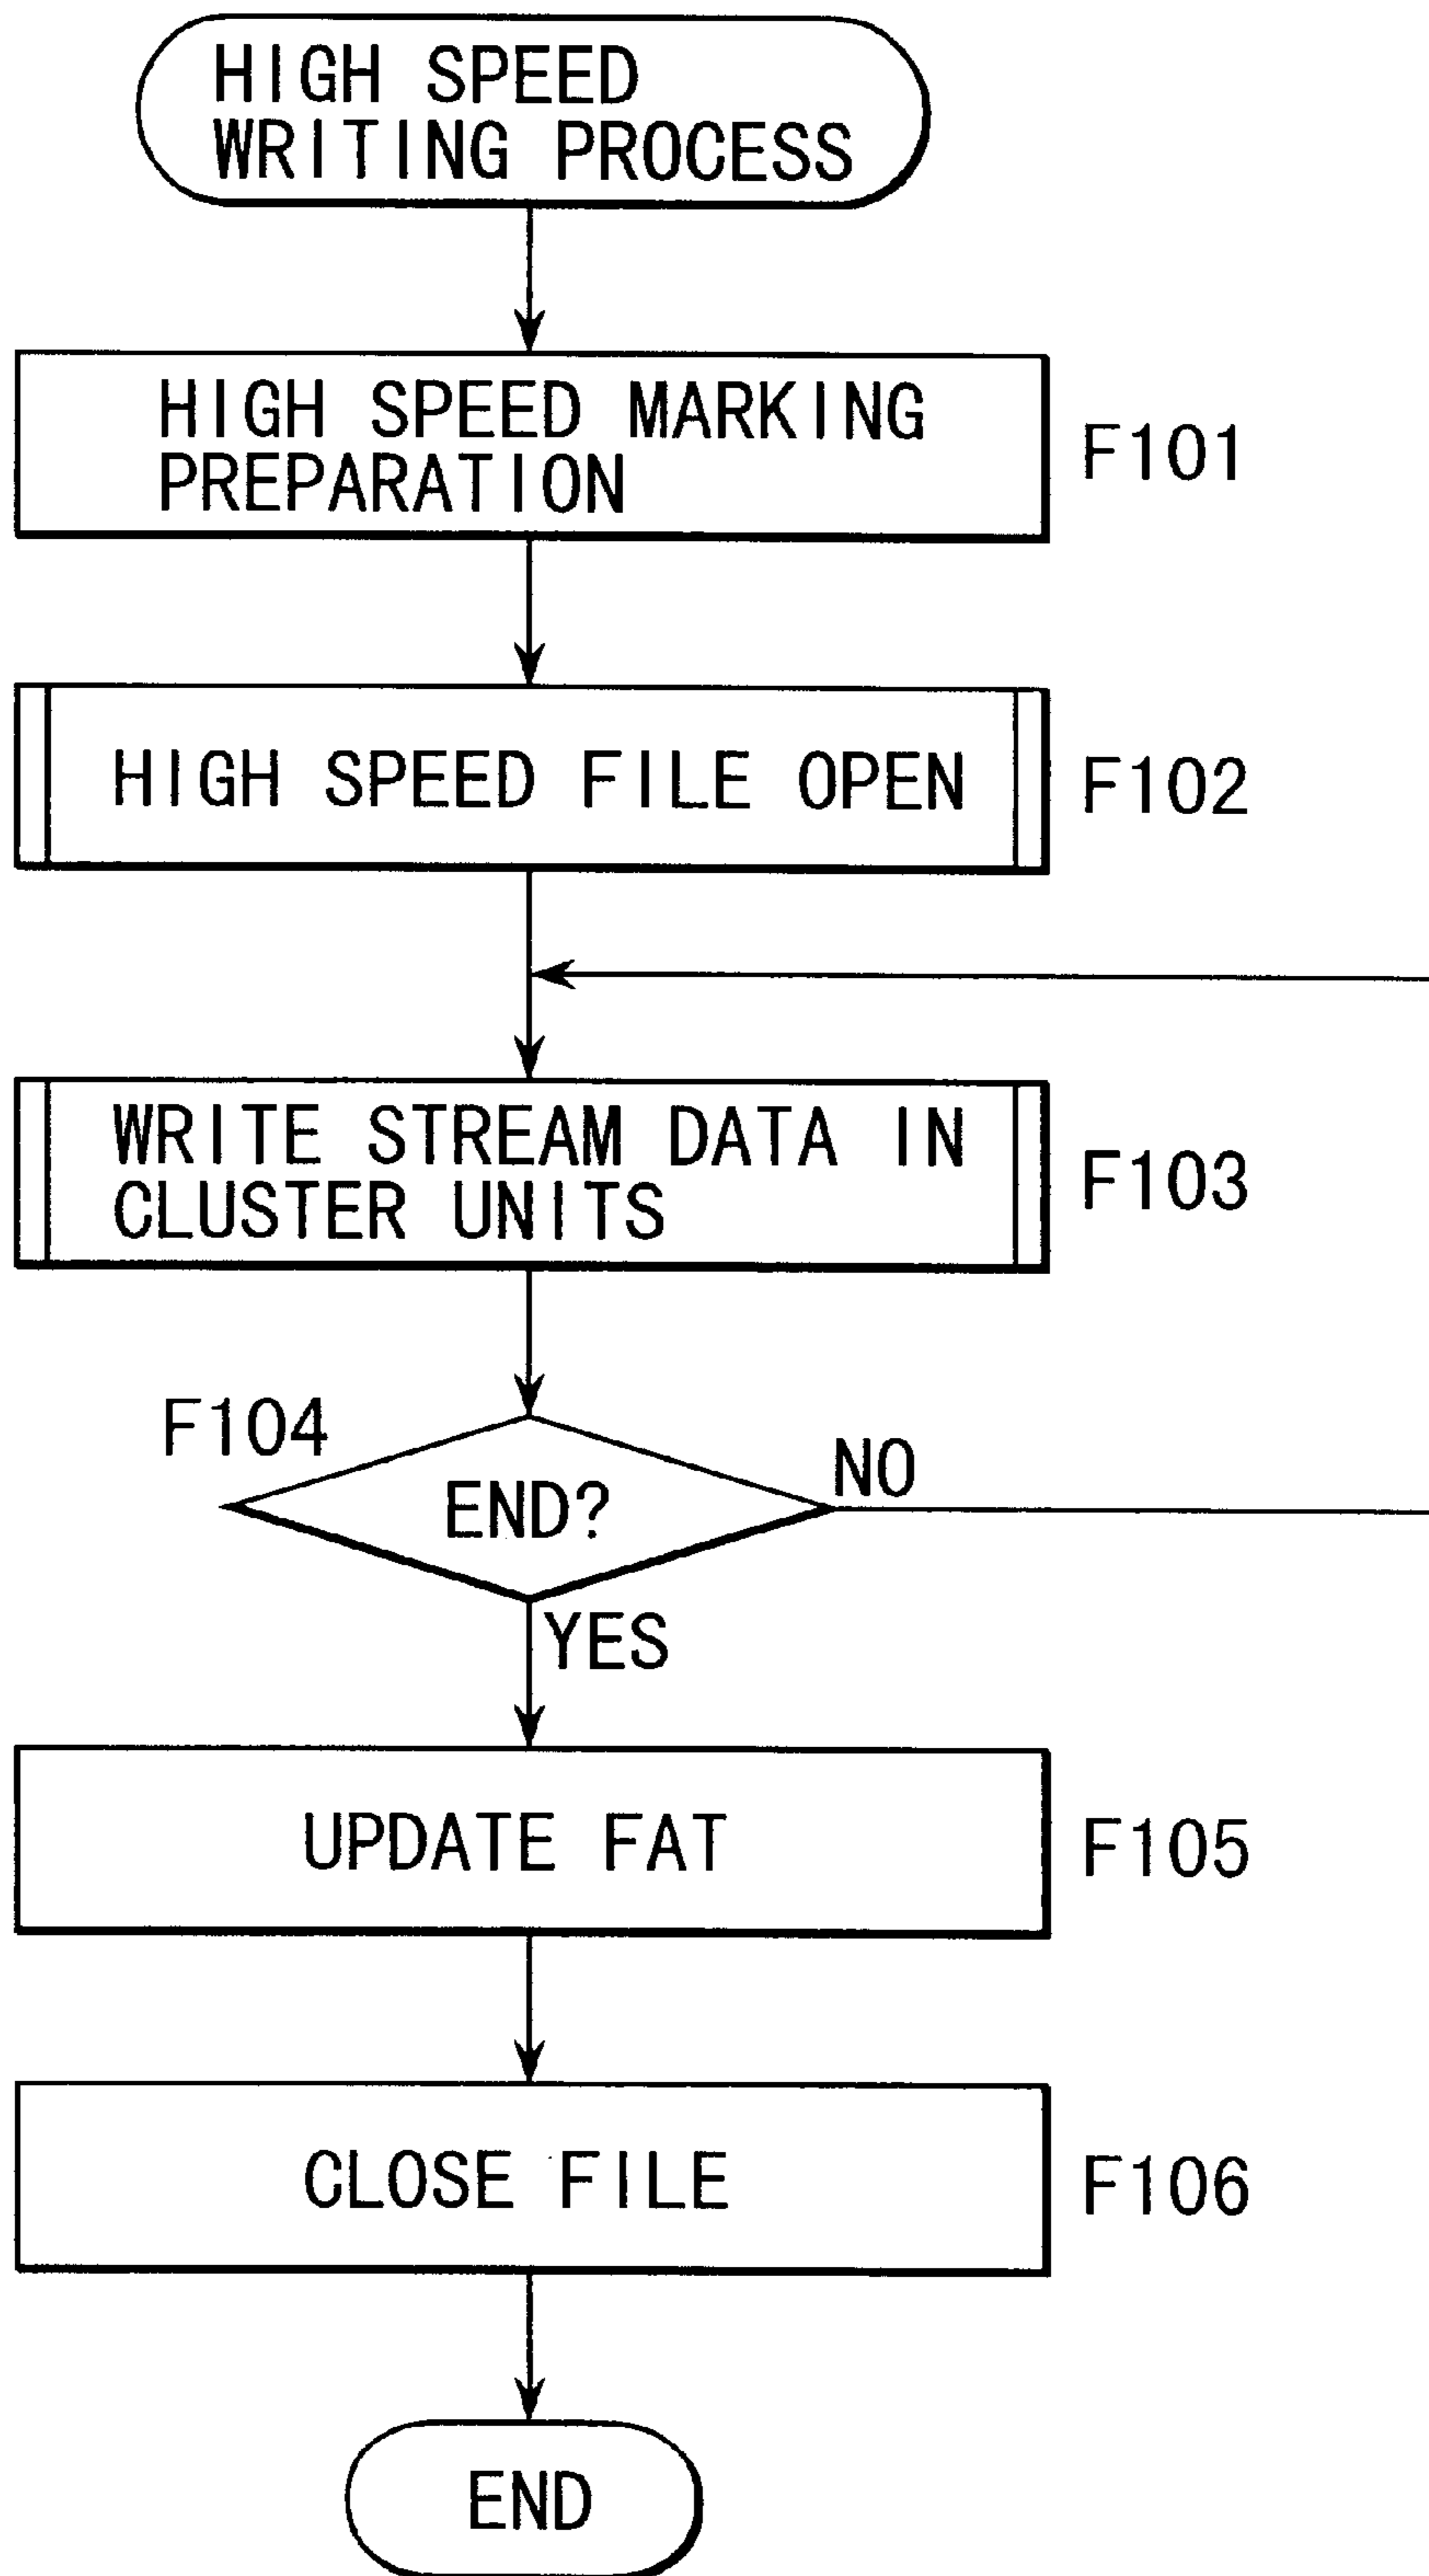 HIGH SPEED
WRITING PROCESS
HIGH SPEED MARKING
PREPARATION
F101
HIGH SPEED FILE OPEN
F102
WRITE STREAM DATA IN
CLUSTER UNITS
F103
F104
END?
NO
YES
UPDATE FAT
F105
CLOSE FILE
F106
END